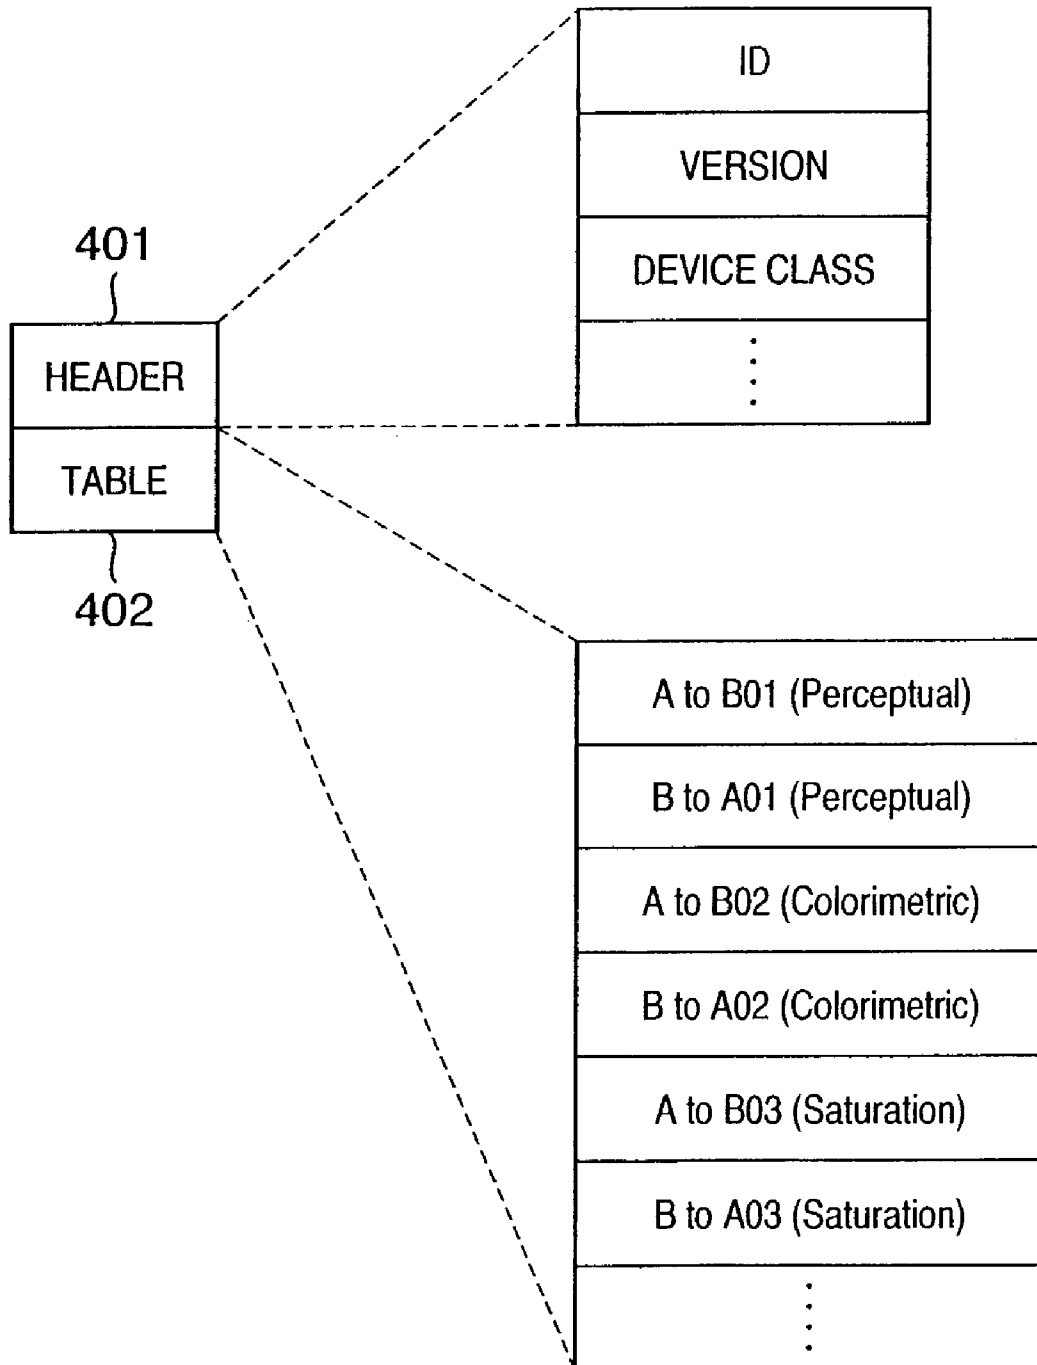 401
HEADER
TABLE
402
ID
VERSION
DEVICE CLASS
A to B01 (Perceptual)
B to A01 (Perceptual)
A to B02 (Colorimetric)
B to A02 (Colorimetric)
A to B03 (Saturation)
B to A03 (Saturation)